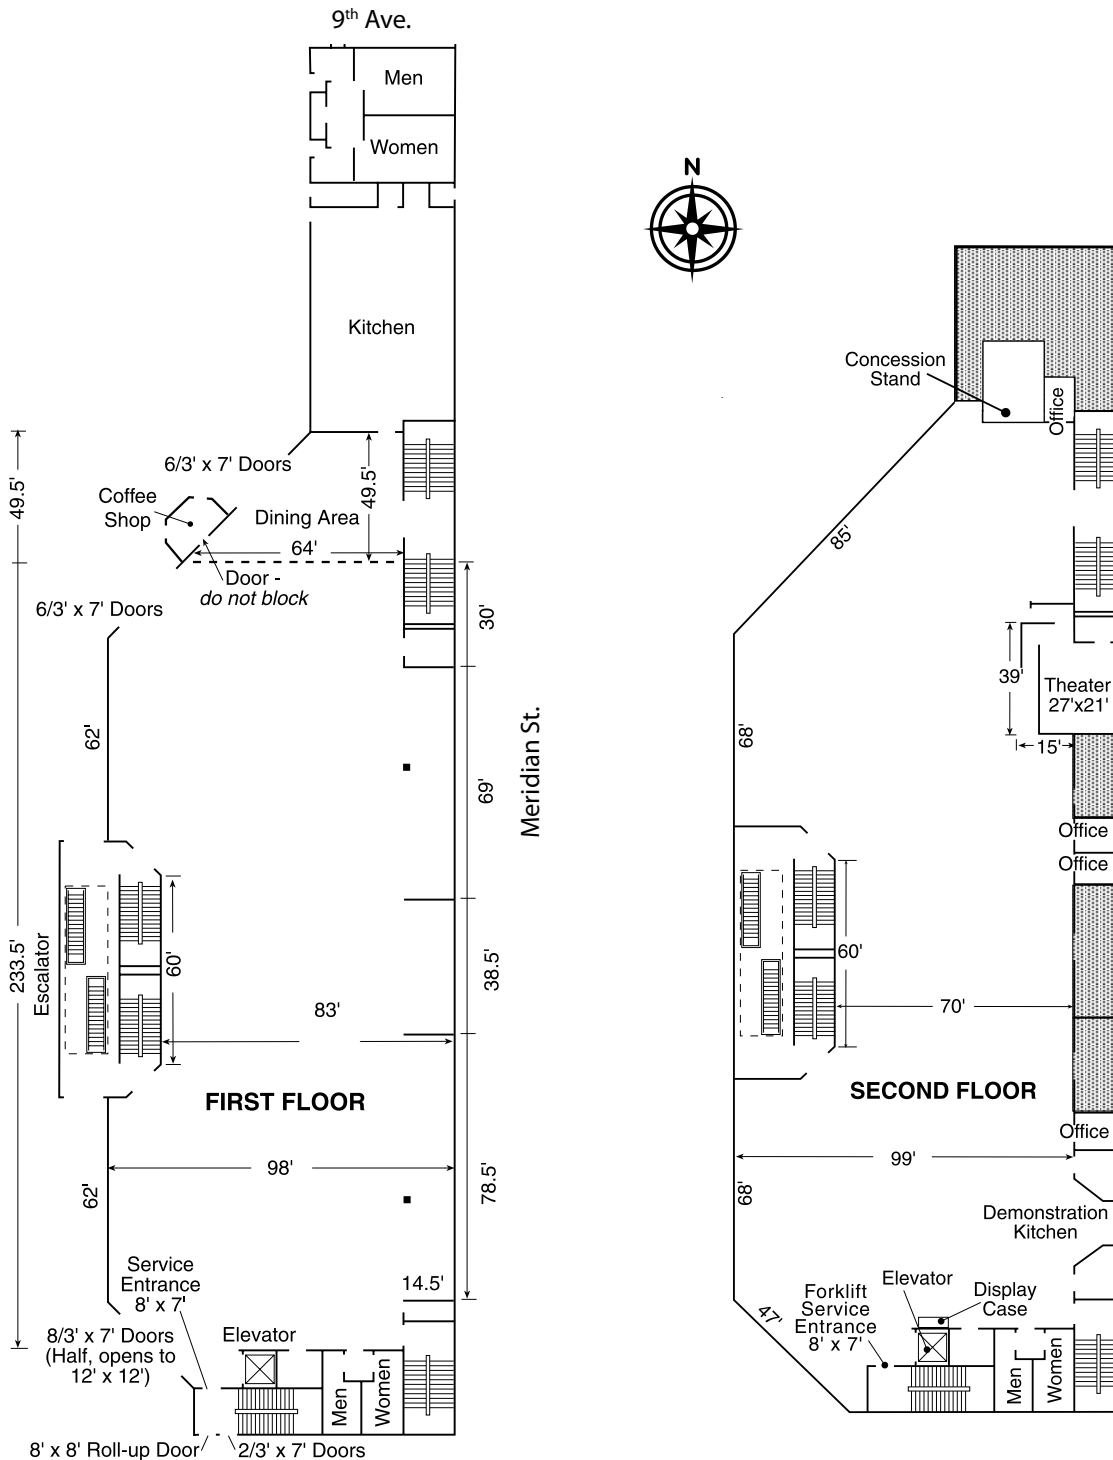 9th Ave.
Men
Women
Kitchen
6/3' x 7' Doors
49.5'
49.5'
Coffee
Shop
Dining Area
64'
Door -
do not block
6/3' x 7' Doors
30'
62'
69'
Meridian St.
233.5'
Escalator
60'
38.5'
83'
FIRST FLOOR
98'
62'
78.5'
Service
Entrance
8' x 7'
14.5'
8/3' x 7' Doors
(Half, opens to
12' x 12')
Elevator
Men
Women
8' x 8' Roll-up Door
2/3' x 7' Doors
N
Concession
Stand
Office
85'
39'
Theater
27'x21'
15'
68'
Office
Office
60'
70'
SECOND FLOOR
Office
99'
68'
Demonstration
Kitchen
Elevator
Display
Case
Forklift
Service
Entrance
8' x 7'
47'
Men
Women